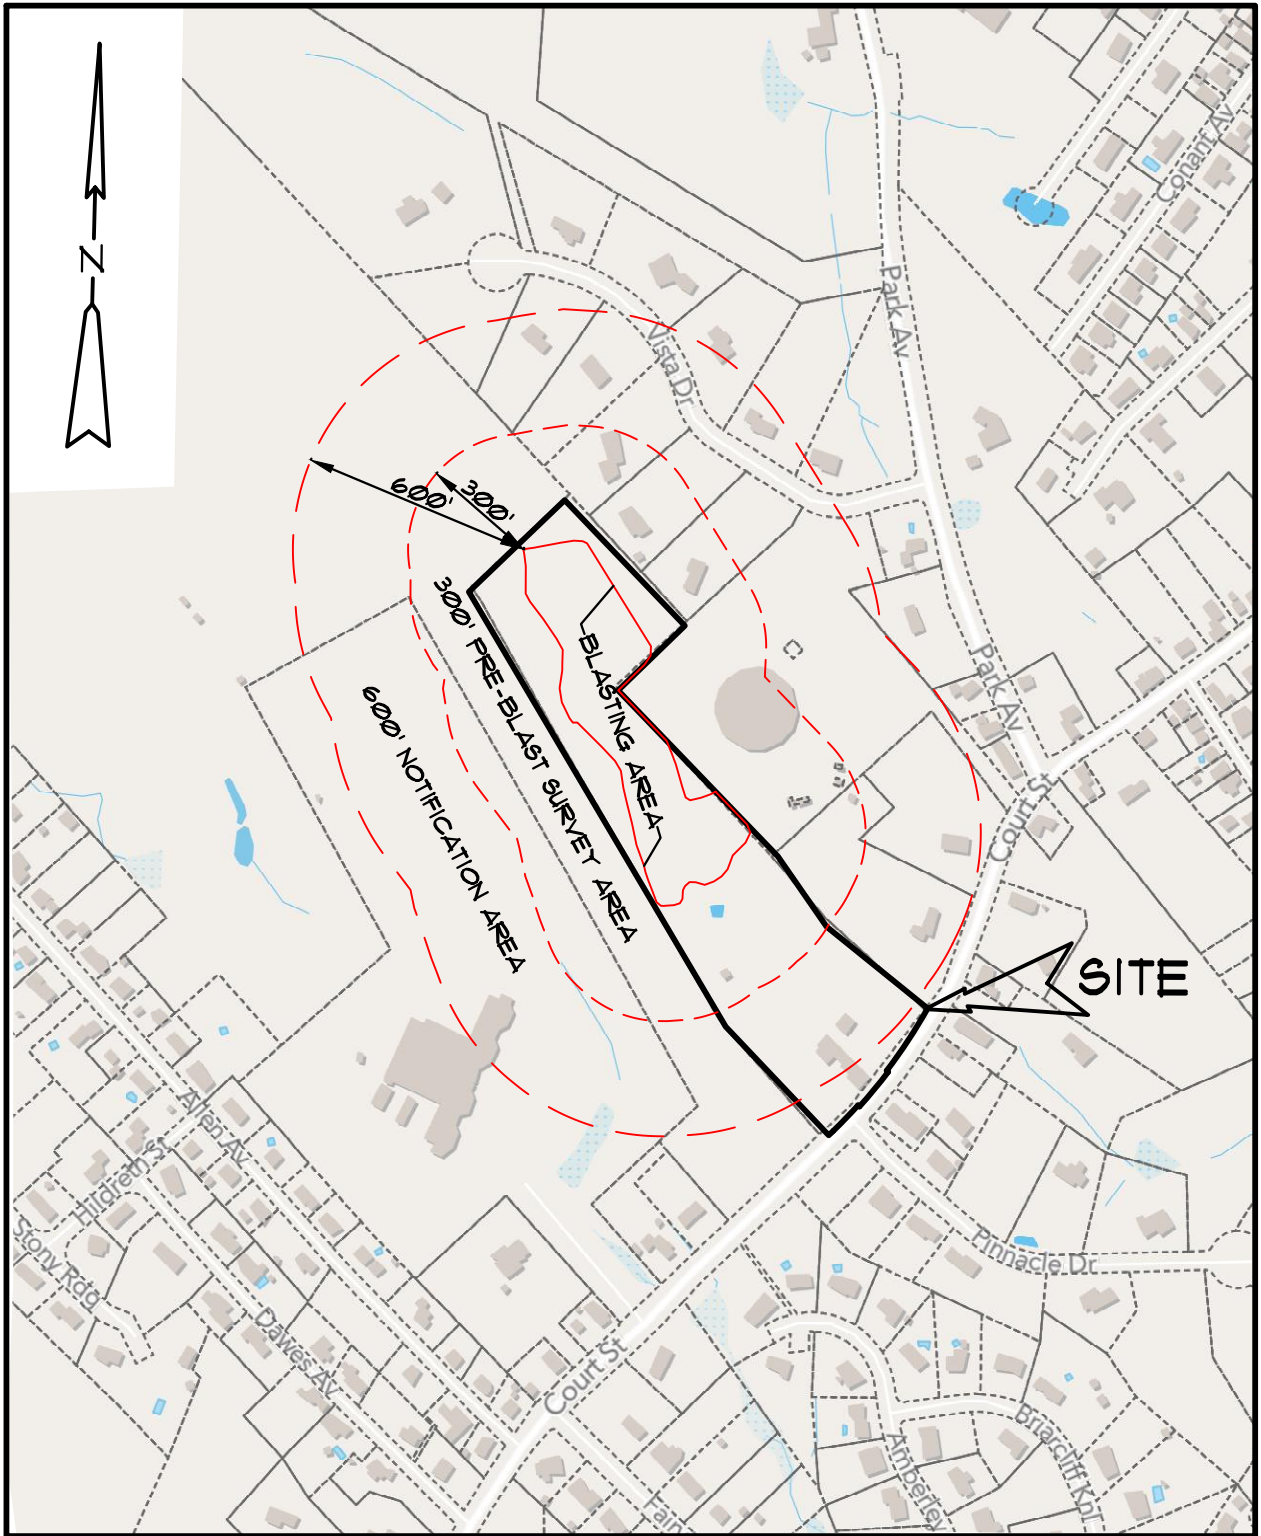 N
Conant Av
Park Av
Vista Dr
600'
300'
BLASTING AREA
300' PRE-BLAST SURVEY AREA
600' NOTIFICATION AREA
Park Av
Court St
SITE
Allen Av
Hildreth St
Stony Rdg
Dawes Av
Pinnacle Dr
Court St
Briarcliff Knl
Amberley
Fain